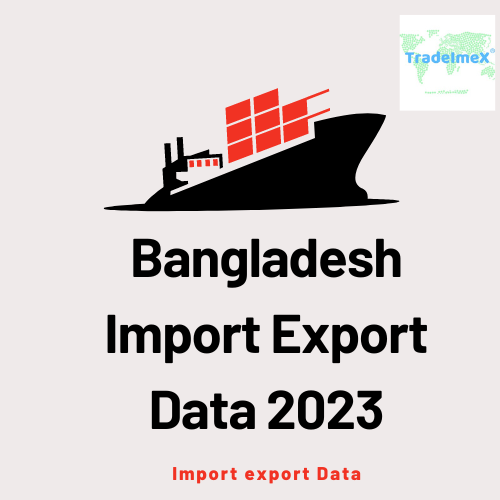 TradeImeX
Bangladesh
Import Export
Data 2023
Import export Data